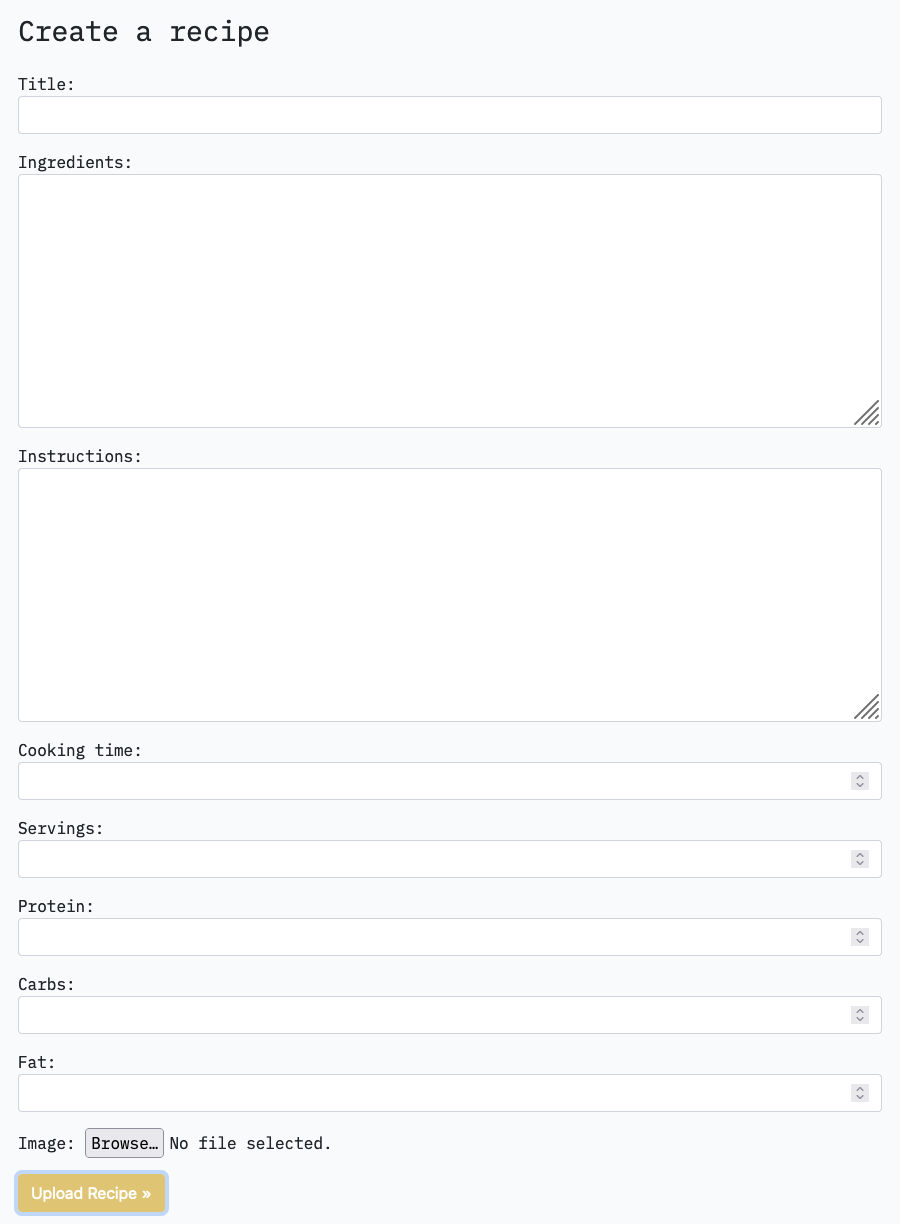 Create a recipe
Title:
Ingredients:
Instructions:
Cooking time:
Servings:
Protein:
Carbs:
Fat:
Image: Browse… No file selected.
Upload Recipe »